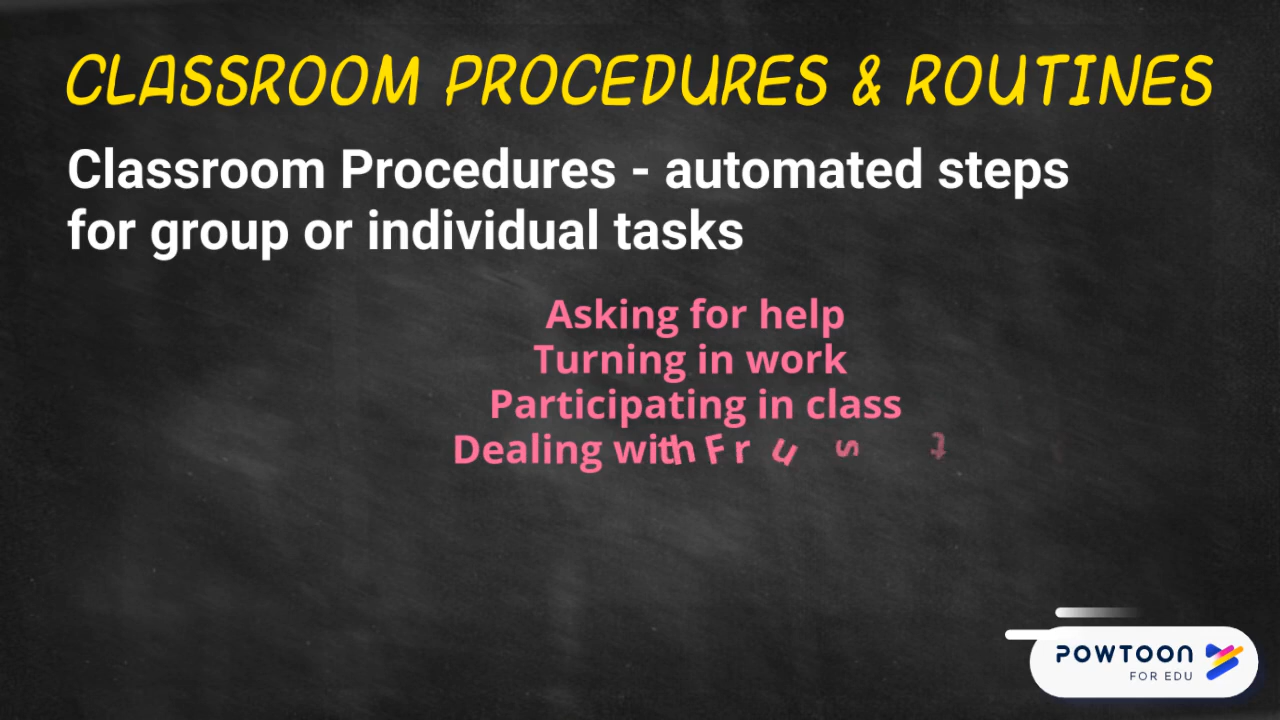 CLASSROOM PROCEDURES & ROUTINES
Classroom Procedures - automated steps
for group or individual tasks
Asking for help
Turning in work
Participating in class
Dealing with Frust
POWTOON
FOR EDU